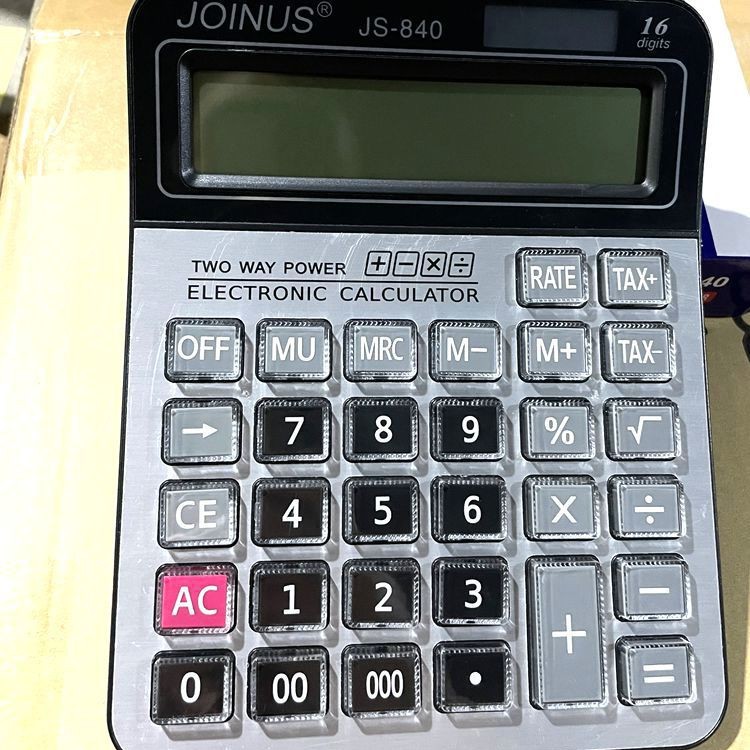 JOINUS® JS-840 16 digits
TWO WAY POWER + − × ÷
ELECTRONIC CALCULATOR
RATE TAX+
OFF MU MRC M− M+ TAX−
→ 7 8 9 % √
CE 4 5 6 X ÷
AC 1 2 3 + −
0 00 000 . =
40